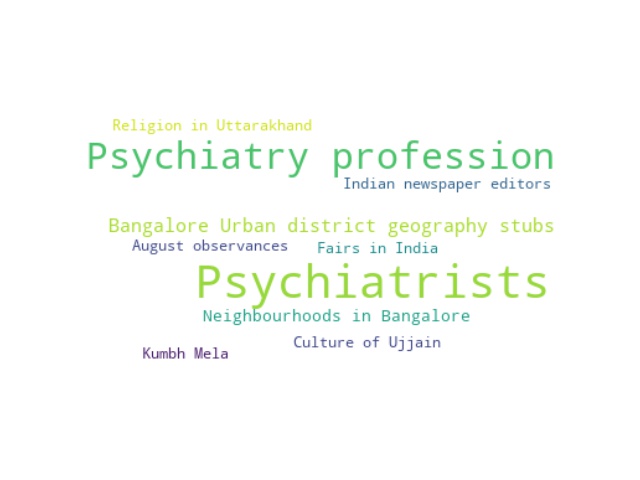 Religion in Uttarakhand
Psychiatry profession
Indian newspaper editors
Bangalore Urban district geography stubs
August observances
Fairs in India
Psychiatrists
Neighbourhoods in Bangalore
Culture of Ujjain
Kumbh Mela